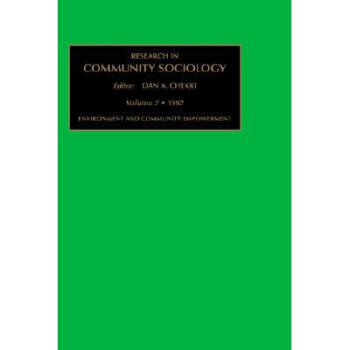 RESEARCH IN
COMMUNITY SOCIOLOGY
Editor: DAN A. CHEKKI
Volume 7 • 1997
ENVIRONMENT AND COMMUNITY EMPOWERMENT